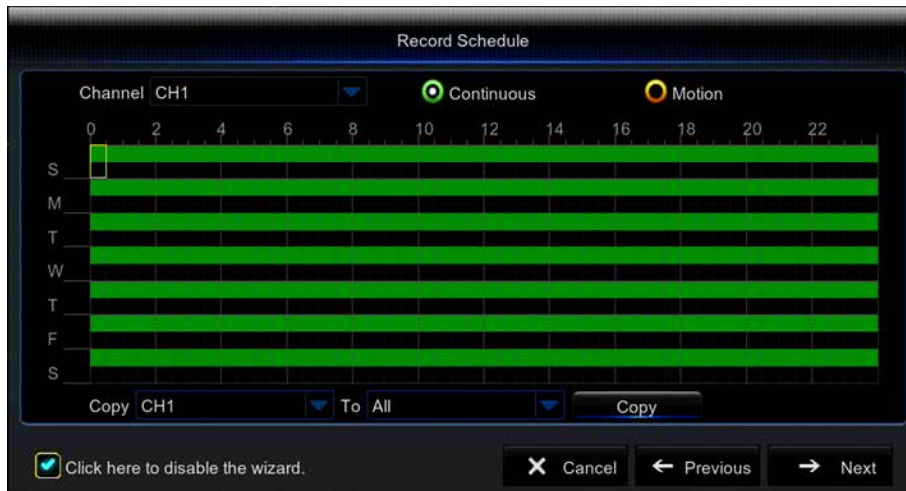 Record Schedule
Channel CH1 Continuous Motion
0 2 4 6 8 10 12 14 16 18 20 22
S
M
T
W
T
F
S
Copy CH1 To All Copy
Click here to disable the wizard. Cancel Previous Next